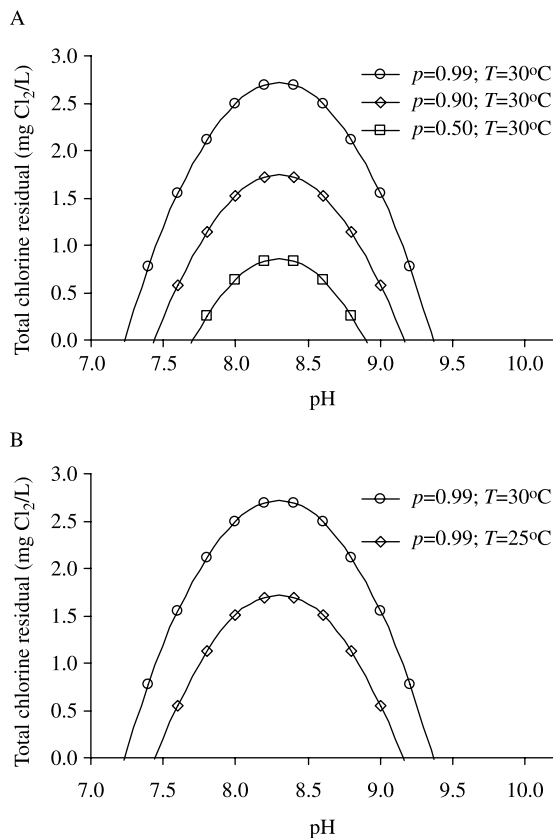 A
Total chlorine residual (mg Cl₂/L)
3.0
2.5
2.0
1.5
1.0
0.5
0.0
7.0 7.5 8.0 8.5 9.0 9.5 10.0
pH
p=0.99; T=30ºC
p=0.90; T=30ºC
p=0.50; T=30ºC
B
Total chlorine residual (mg Cl₂/L)
3.0
2.5
2.0
1.5
1.0
0.5
0.0
7.0 7.5 8.0 8.5 9.0 9.5 10.0
pH
p=0.99; T=30ºC
p=0.99; T=25ºC